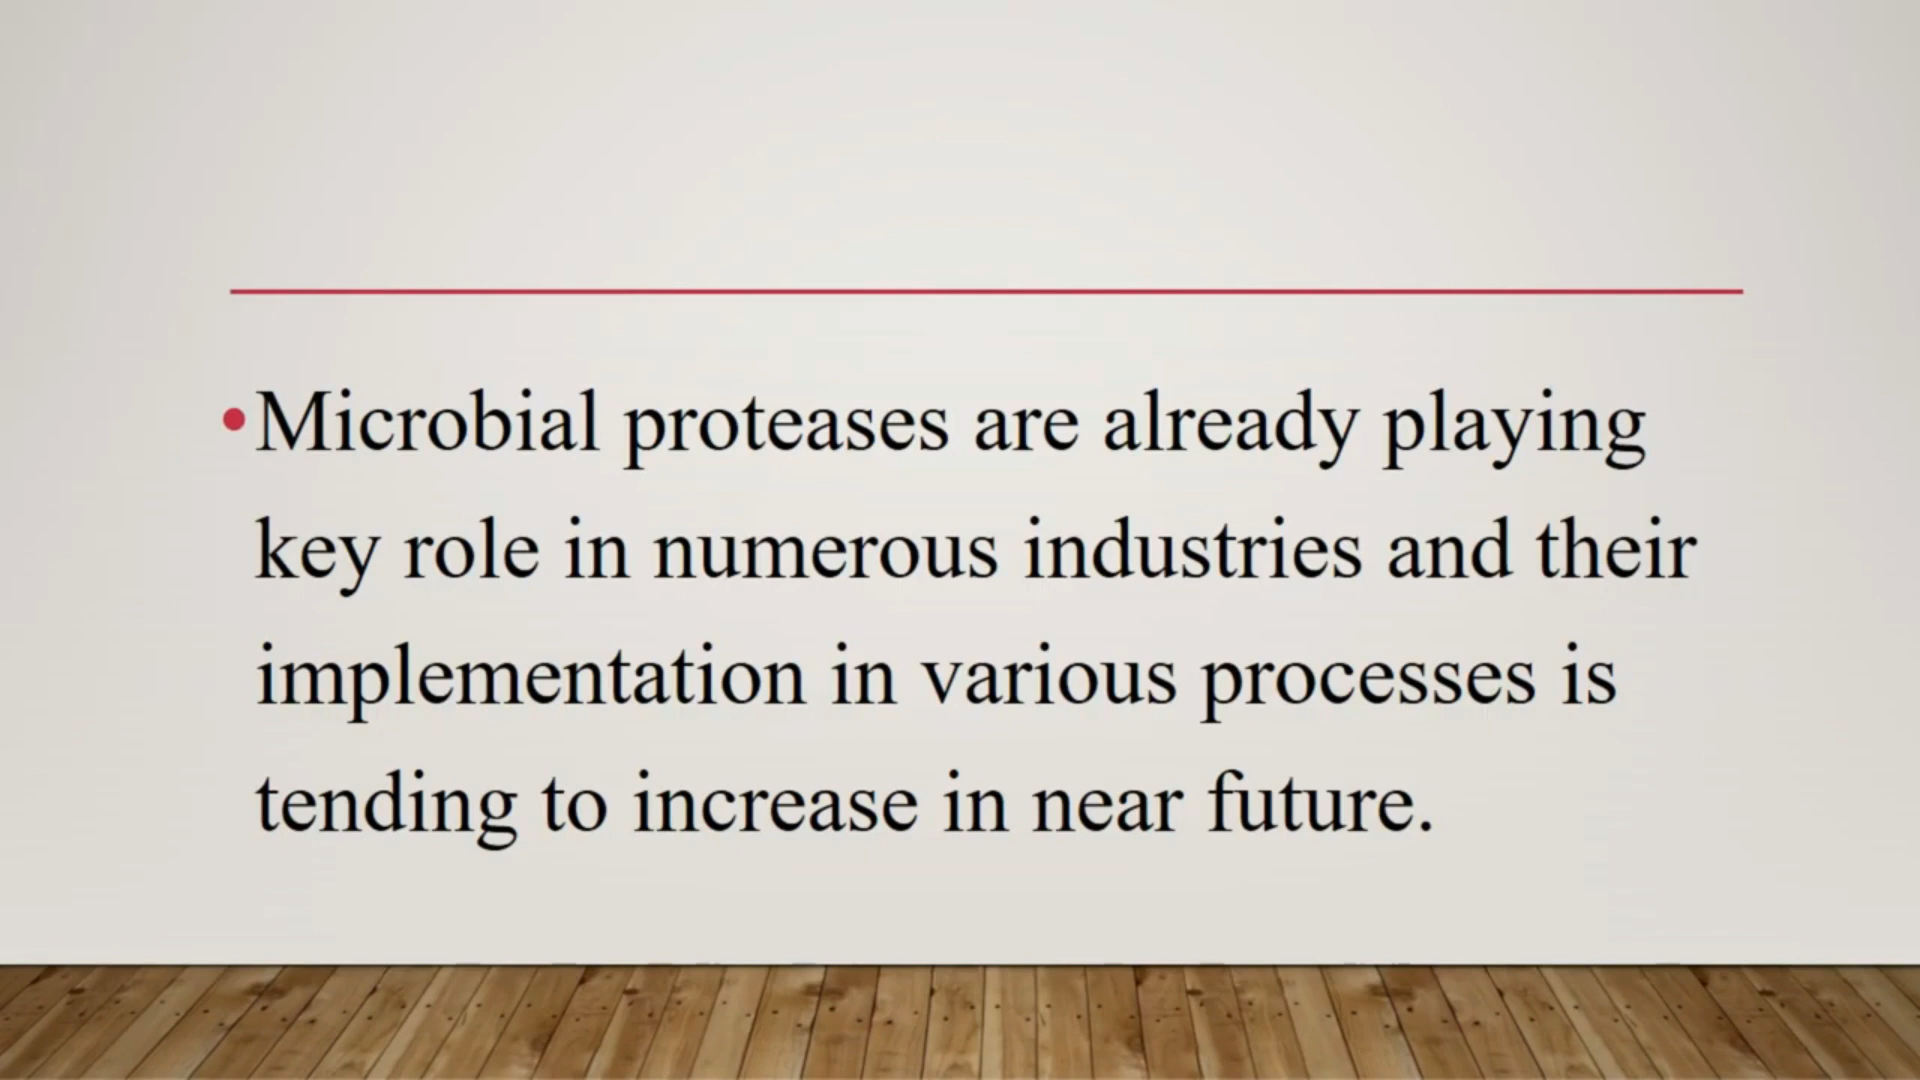 •Microbial proteases are already playing
key role in numerous industries and their
implementation in various processes is
tending to increase in near future.